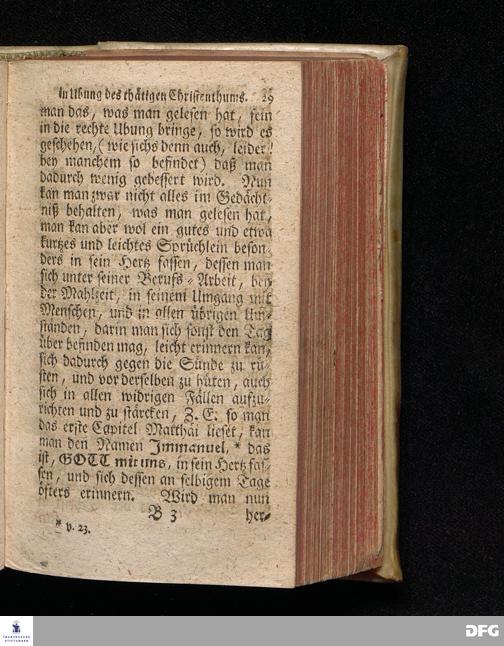 in Ubung des thätigen Christenthums. 29
man das, was man gelesen hat, fein
in die rechte Ubung bringe, so wird es
geschehen, (wie sichs denn auch, leider!
bey manchem so befindet) daß man
dadurch wenig gebessert wird. Nun
kan man zwar nicht alles im Gedächt-
niß behalten, was man gelesen hat,
man kan aber wol ein gutes und etwa
kurtzes und leichtes Sprüchlein beson-
ders in sein Hertz fassen, dessen man
sich unter seiner Beruffs-Arbeit, bey
der Mahlzeit, in seinem Umgang mit
Menschen, und in allen übrigen Um-
ständen, darin man sich sonst den Tag
über befinden mag, leicht erinnern kan,
sich dadurch gegen die Sünde zu rü-
sten, und vor derselben zu hüten, auch
sich in allen widrigen Fällen aufzu-
richten und zu stärcken, Z. E. so man
das erste Capitel Matthäi lieset, kan
man den Namen Immanuel, * das
ist, GOTT mit uns, in sein Hertz fas-
sen, und sich dessen an selbigem Tage
öfters erinnern. Wird man nun
B 3 her-
* v. 23.
FRANCKESCHE
STIFTUNGEN
DFG